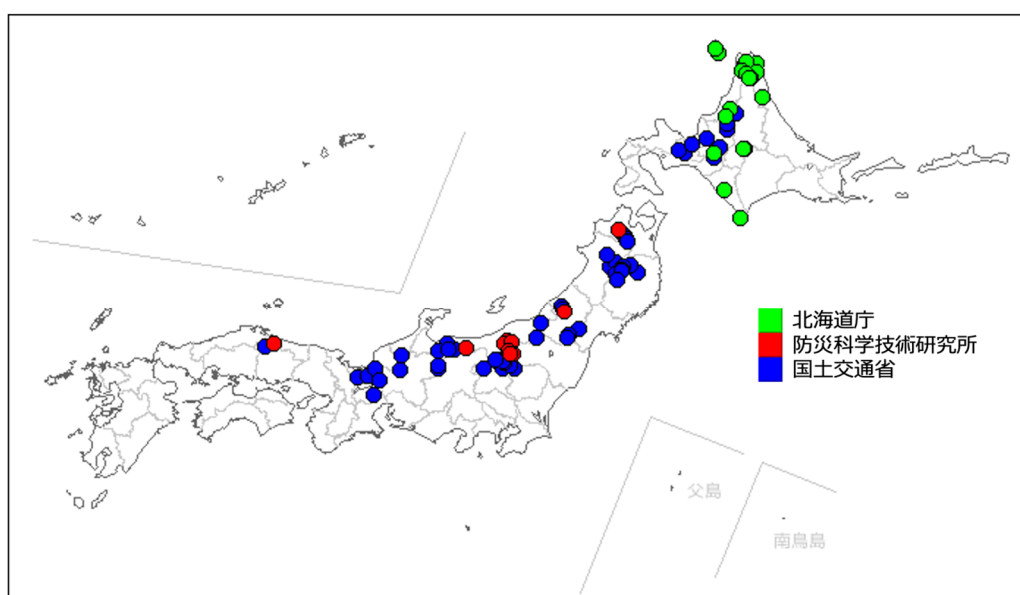 北海道庁
防災科学技術研究所
国土交通省
父島
南鳥島